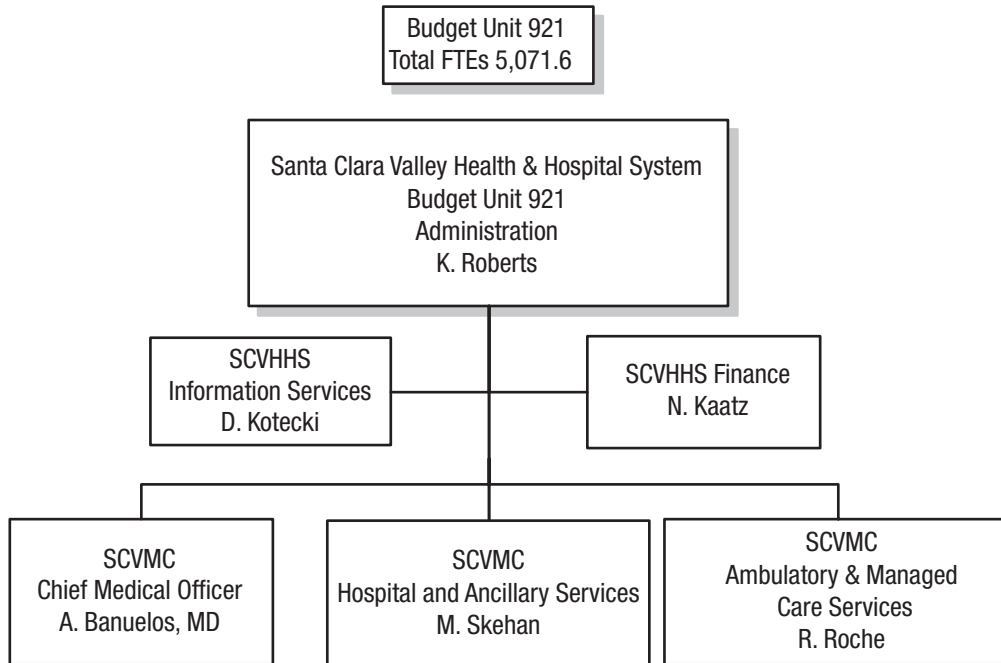 Budget Unit 921
Total FTEs 5,071.6
Santa Clara Valley Health & Hospital System
Budget Unit 921
Administration
K. Roberts
SCVHHS
Information Services
D. Kotecki
SCVHHS Finance
N. Kaatz
SCVMC
Chief Medical Officer
A. Banuelos, MD
SCVMC
Hospital and Ancillary Services
M. Skehan
SCVMC
Ambulatory & Managed
Care Services
R. Roche